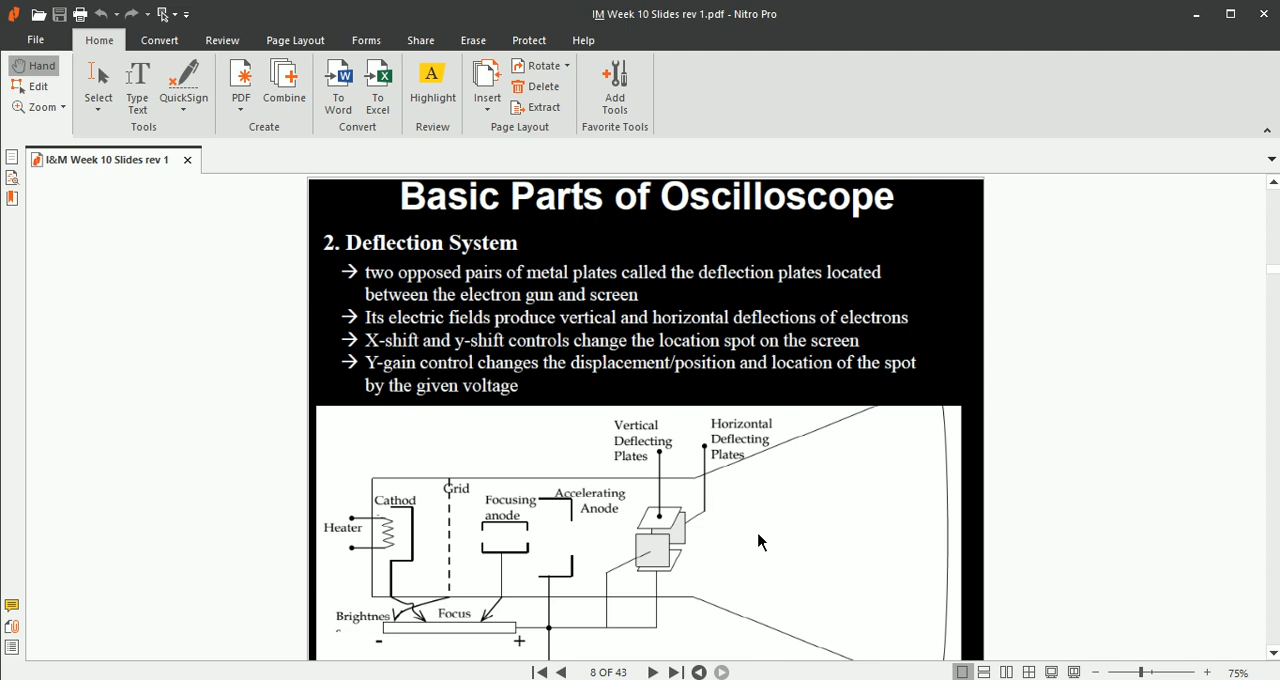 IM Week 10 Slides rev 1.pdf - Nitro Pro
File Home Convert Review Page Layout Forms Share Erase Protect Help
Hand
Edit
Zoom
Select
Type
Text
QuickSign
Tools
PDF
Combine
Create
To
Word
To
Excel
Convert
Highlight
Review
Insert
Rotate
Delete
Extract
Page Layout
Add
Tools
Favorite Tools
I&M Week 10 Slides rev 1
Basic Parts of Oscilloscope
2. Deflection System
→ two opposed pairs of metal plates called the deflection plates located
between the electron gun and screen
→ Its electric fields produce vertical and horizontal deflections of electrons
→ X-shift and y-shift controls change the location spot on the screen
→ Y-gain control changes the displacement/position and location of the spot
by the given voltage
Vertical
Deflecting
Plates
Horizontal
Deflecting
Plates
Cathod
Grid
Focusing
anode
Accelerating
Anode
Heater
Brightnes
Focus
- +
8 OF 43
75%